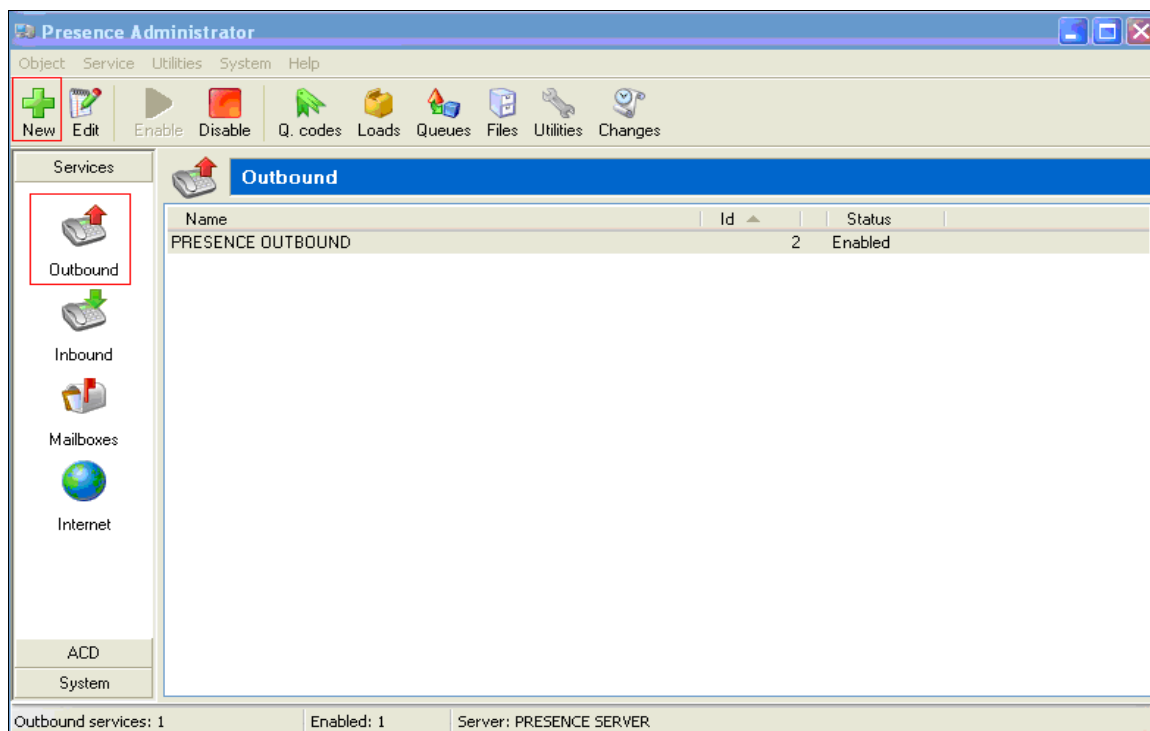 Presence Administrator
Object Service Utilities System Help
New Edit Enable Disable Q. codes Loads Queues Files Utilities Changes
Services
Outbound
Inbound
Mailboxes
Internet
ACD
System
Outbound
Name Id Status
PRESENCE OUTBOUND 2 Enabled
Outbound services: 1 Enabled: 1 Server: PRESENCE SERVER